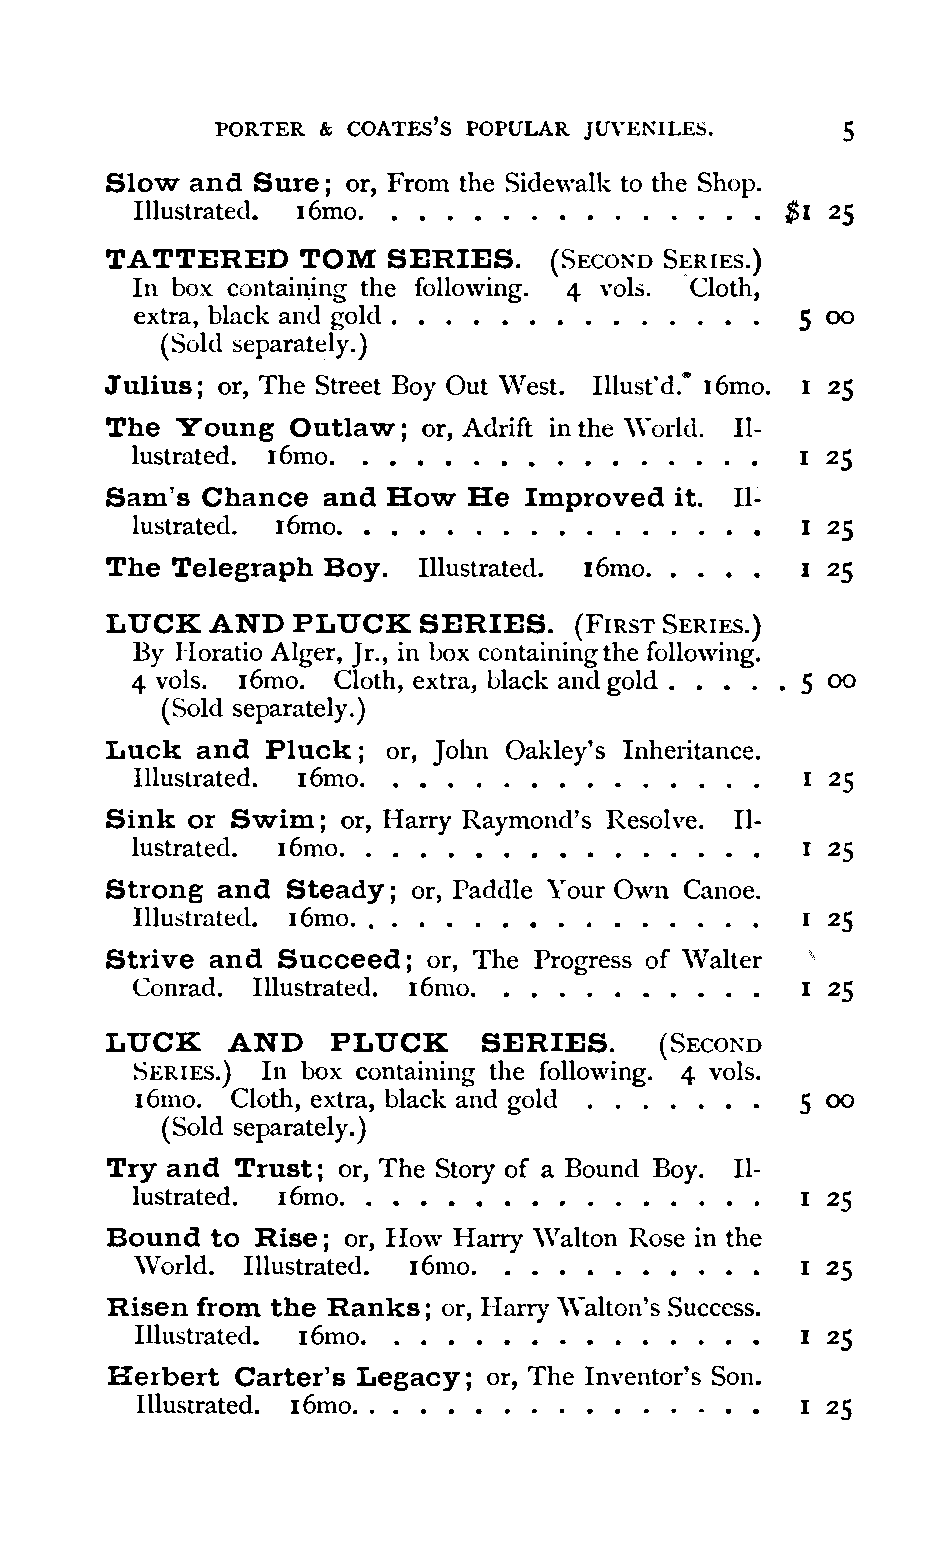 PORTER & COATES'S POPULAR JUVENILES. 5
Slow and Sure; or, From the Sidewalk to the Shop.
Illustrated. 16mo. . . . . . . . . . . . . . . . $1 25
TATTERED TOM SERIES. (SECOND SERIES.)
In box containing the following. 4 vols. Cloth,
extra, black and gold . . . . . . . . . . . . . . 5 00
(Sold separately.)
Julius; or, The Street Boy Out West. Illust'd. 16mo. 1 25
The Young Outlaw; or, Adrift in the World. Il-
lustrated. 16mo. . . . . . . . . . . . . . . . 1 25
Sam's Chance and How He Improved it. Il-
lustrated. 16mo. . . . . . . . . . . . . . . . 1 25
The Telegraph Boy. Illustrated. 16mo. . . . . 1 25
LUCK AND PLUCK SERIES. (FIRST SERIES.)
By Horatio Alger, Jr., in box containing the following.
4 vols. 16mo. Cloth, extra, black and gold . . . . . 5 00
(Sold separately.)
Luck and Pluck; or, John Oakley's Inheritance.
Illustrated. 16mo. . . . . . . . . . . . . . . 1 25
Sink or Swim; or, Harry Raymond's Resolve. Il-
lustrated. 16mo. . . . . . . . . . . . . . . . 1 25
Strong and Steady; or, Paddle Your Own Canoe.
Illustrated. 16mo. . . . . . . . . . . . . . . . 1 25
Strive and Succeed; or, The Progress of Walter
Conrad. Illustrated. 16mo. . . . . . . . . . . 1 25
LUCK AND PLUCK SERIES. (SECOND
SERIES.) In box containing the following. 4 vols.
16mo. Cloth, extra, black and gold . . . . . . . 5 00
(Sold separately.)
Try and Trust; or, The Story of a Bound Boy. Il-
lustrated. 16mo. . . . . . . . . . . . . . . . 1 25
Bound to Rise; or, How Harry Walton Rose in the
World. Illustrated. 16mo. . . . . . . . . . . 1 25
Risen from the Ranks; or, Harry Walton's Success.
Illustrated. 16mo. . . . . . . . . . . . . . . 1 25
Herbert Carter's Legacy; or, The Inventor's Son.
Illustrated. 16mo. . . . . . . . . . . . . . . . 1 25